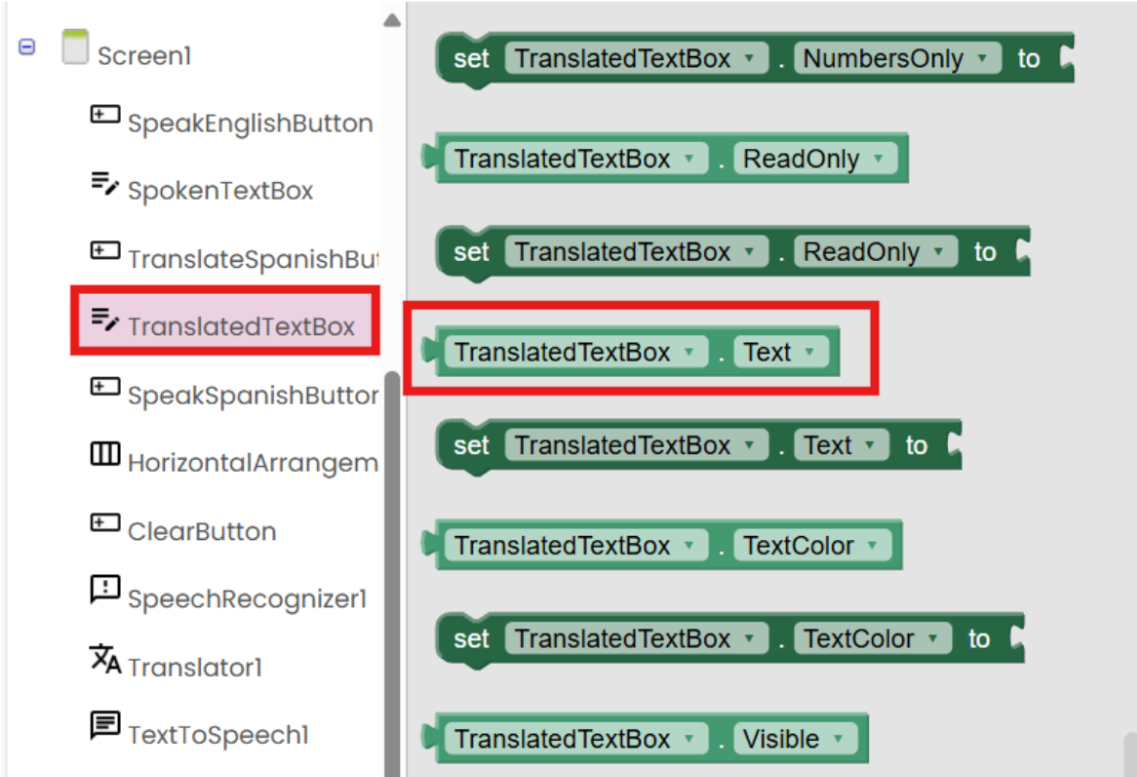 Screen1
SpeakEnglishButton
SpokenTextBox
TranslateSpanishBut
TranslatedTextBox
SpeakSpanishButtor
HorizontalArrangem
ClearButton
SpeechRecognizer1
Translator1
TextToSpeech1
set TranslatedTextBox . NumbersOnly to
TranslatedTextBox . ReadOnly
set TranslatedTextBox . ReadOnly to
TranslatedTextBox . Text
set TranslatedTextBox . Text to
TranslatedTextBox . TextColor
set TranslatedTextBox . TextColor to
TranslatedTextBox . Visible